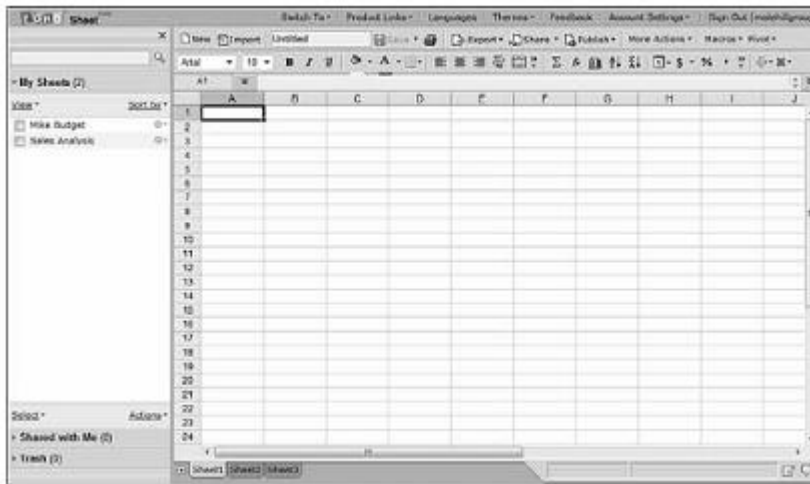 ZOHO Sheet
Switch To Product Links Languages Themes Feedback Account Settings Sign Out
New Import Untitled Export Share Publish More Actions Macros Pivot
Arial 10 B I U A Σ $ %
A1
My Sheets (2)
View Sort by
Mike Budget
Sales Analysis
A B C D E F G H I J
1
2
3
4
5
6
7
8
9
10
11
12
13
14
15
16
17
18
19
20
21
22
23
24
Select Actions
Shared with Me (0)
Trash (0)
Sheet1 Sheet2 Sheet3